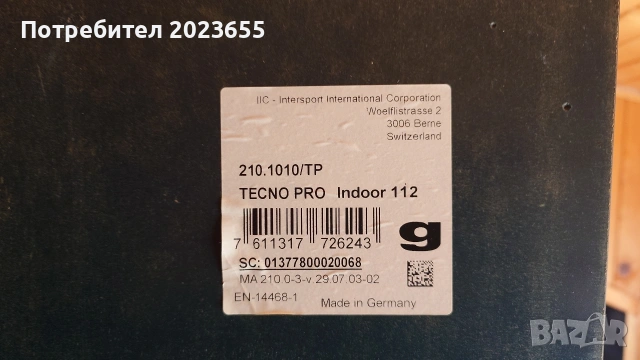 Потребител 2023655
IIC - Intersport International Corporation
Woelflistrasse 2
3006 Berne
Switzerland
210.1010/TP
TECNO PRO Indoor 112
7 611317 726243
g
SC: 01377800020068
MA 210.0-3-v.29.07.03-02
EN-14468-1 Made in Germany
BAZAR